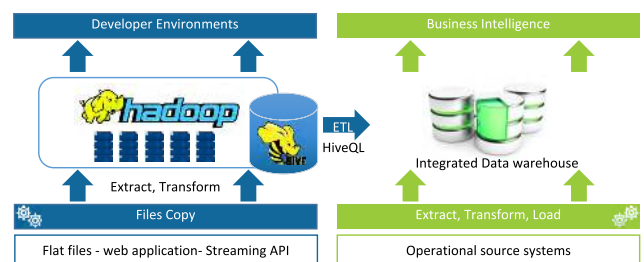 Developer Environments
Business Intelligence
hadoop
HIVE
ETL
HiveQL
Integrated Data warehouse
Extract, Transform
Files Copy
Extract, Transform, Load
Flat files - web application- Streaming API
Operational source systems